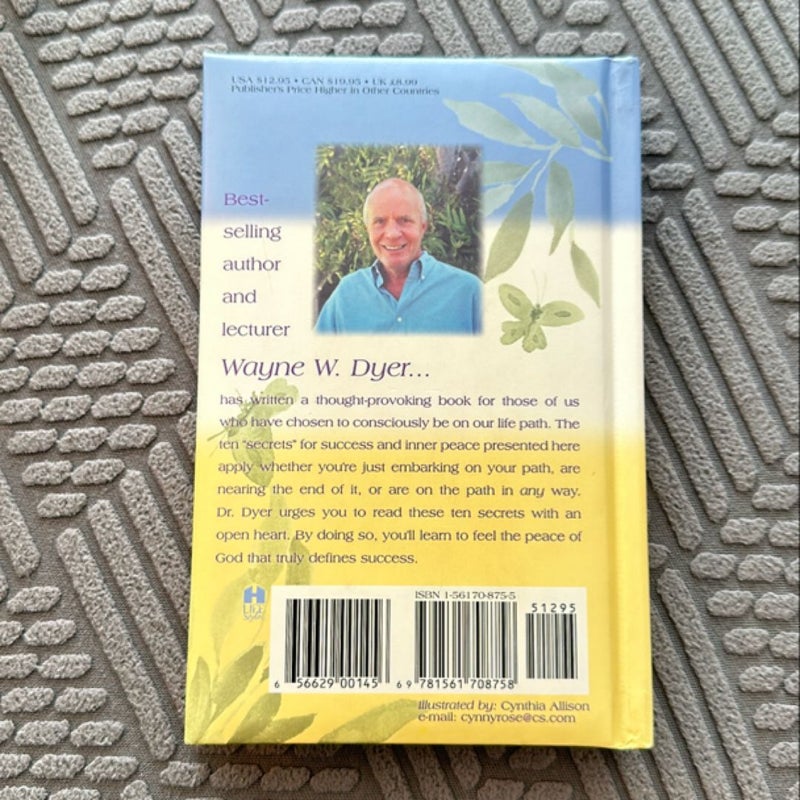 USA $12.95 • CAN $19.95 • UK £8.99
Publisher's Price Higher in Other Countries
Best-
selling
author
and
lecturer
Wayne W. Dyer...
has written a thought-provoking book for those of us
who have chosen to consciously be on our life path. The
ten "secrets" for success and inner peace presented here
apply whether you're just embarking on your path, are
nearing the end of it, or are on the path in any way.
Dr. Dyer urges you to read these ten secrets with an
open heart. By doing so, you'll learn to feel the peace of
God that truly defines success.
H
LIFE
Styles
ISBN 1-56170-875-5
51295
6 56629 00145 6
9 781561 708758
Illustrated by: Cynthia Allison
e-mail: cynnyrose@cs.com